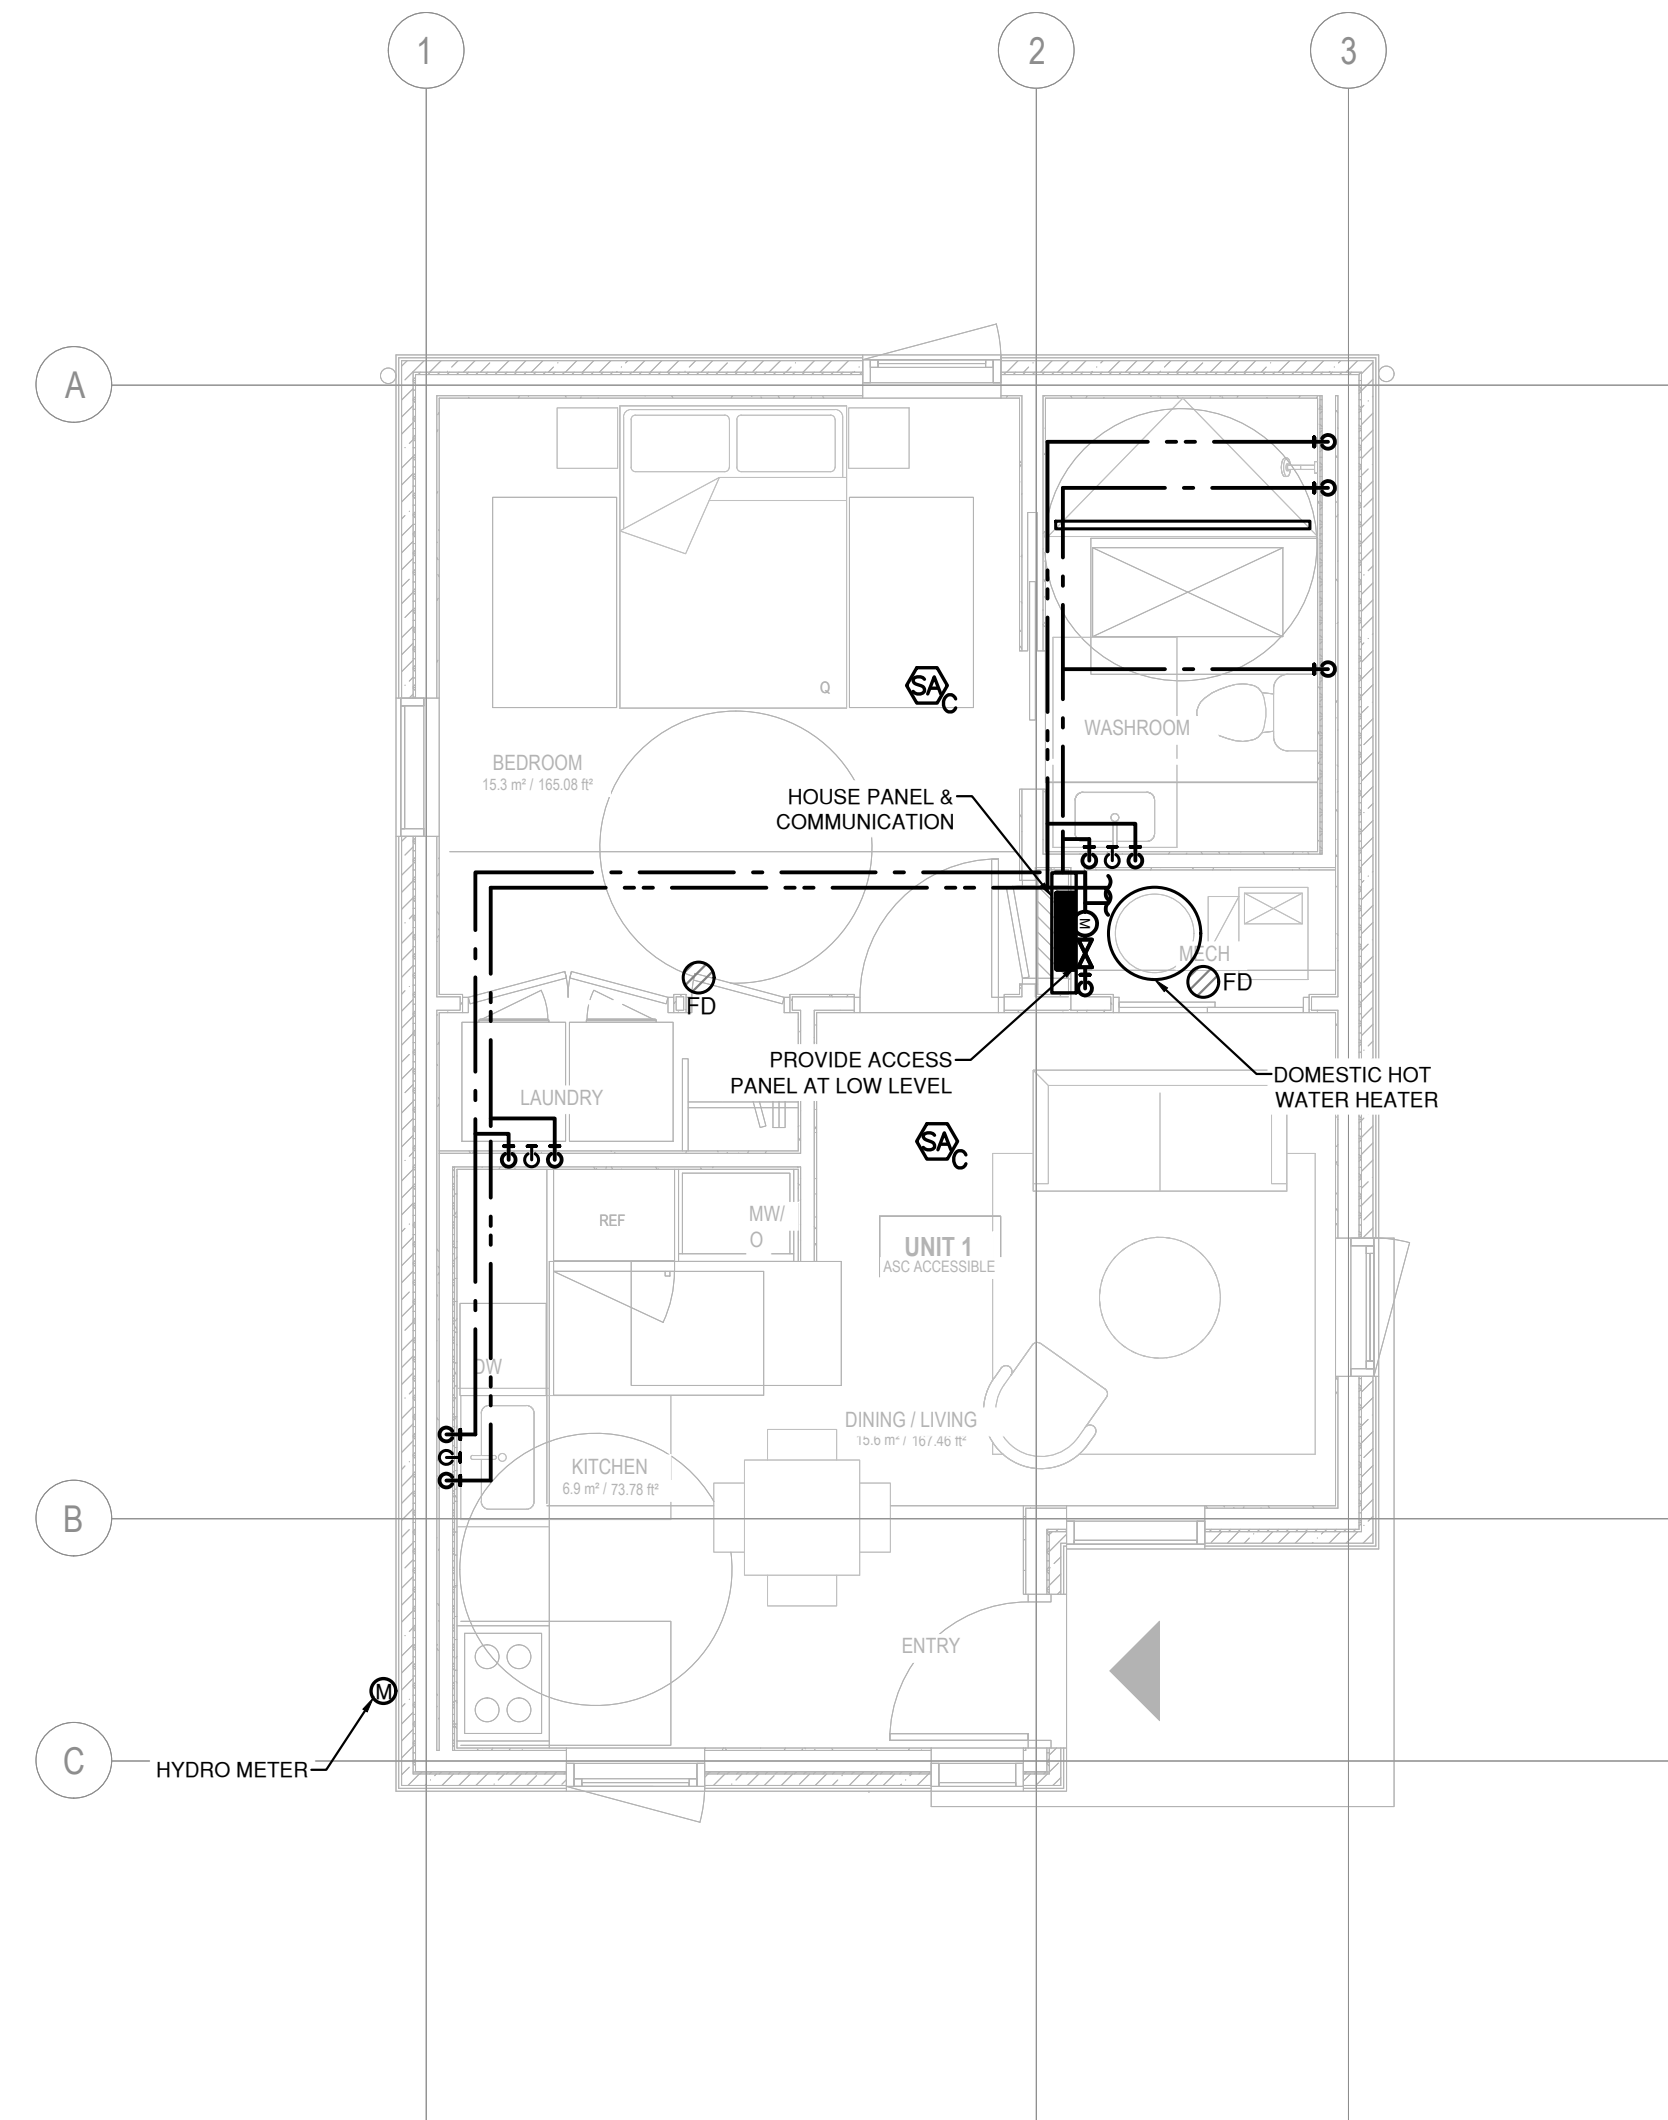 1
2
3
A
SA
C
WASHROOM
BEDROOM
15.3 m² / 165.08 ft²
Q
HOUSE PANEL &
COMMUNICATION
M
MECH
FD
FD
PROVIDE ACCESS
PANEL AT LOW LEVEL
DOMESTIC HOT
WATER HEATER
LAUNDRY
SA
C
REF
MW/
O
UNIT 1
ASC ACCESSIBLE
DW
DINING / LIVING
15.6 m² / 167.46 ft²
KITCHEN
6.9 m² / 73.78 ft²
B
ENTRY
M
C
HYDRO METER